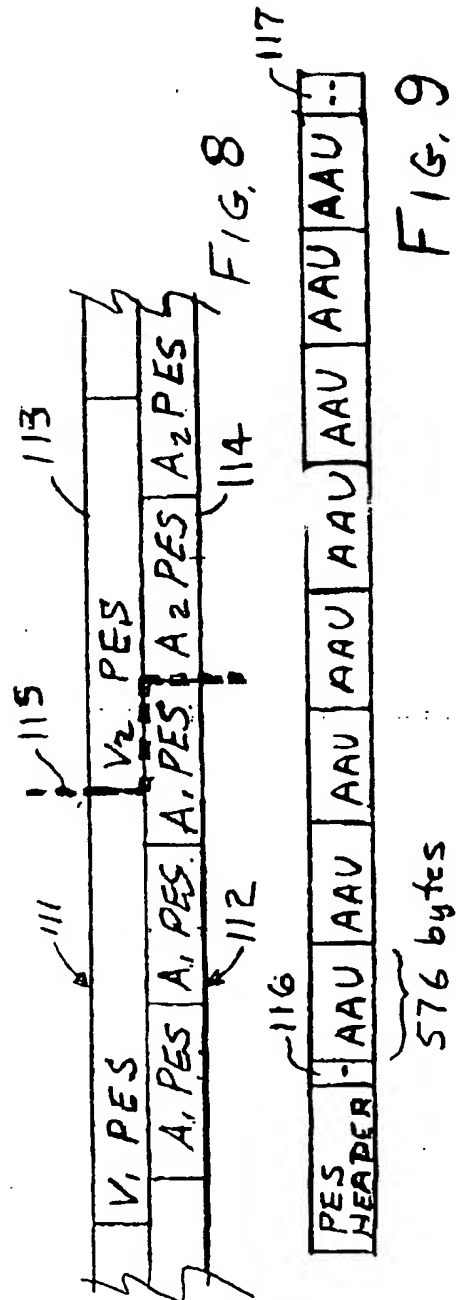 111 115 113
V₁ PES V₂ PES
A₁ PES A₁ PES A₁ PES A₂ PES A₂ PES
112 114
FIG. 8
116 117
PES HEADER - AAU AAU AAU AAU AAU AAU AAU AAU --
576 bytes
FIG. 9